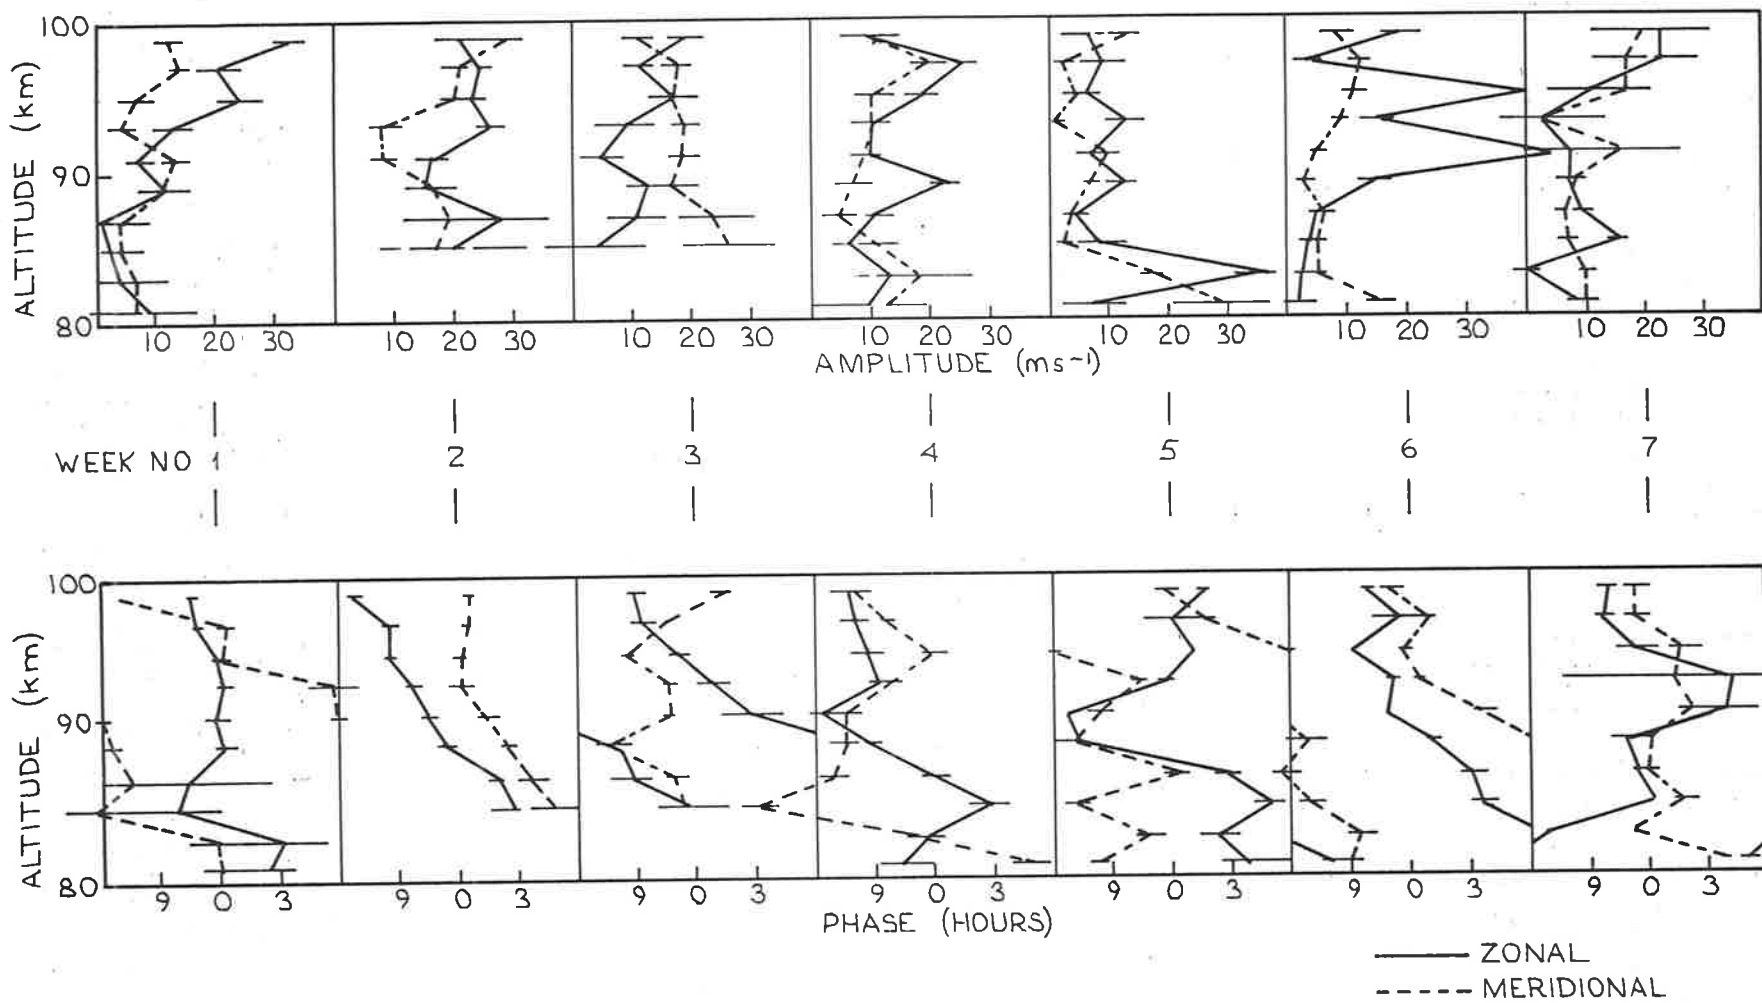 100
90
80
ALTITUDE (km)
10 20 30 10 20 30 10 20 30 10 20 30 10 20 30 10 20 30 10 20 30
AMPLITUDE (ms⁻¹)
WEEK NO 1 2 3 4 5 6 7
100
90
80
ALTITUDE (km)
9 0 3 9 0 3 9 0 3 9 0 3 9 0 3 9 0 3 9 0 3
PHASE (HOURS)
ZONAL
MERIDIONAL